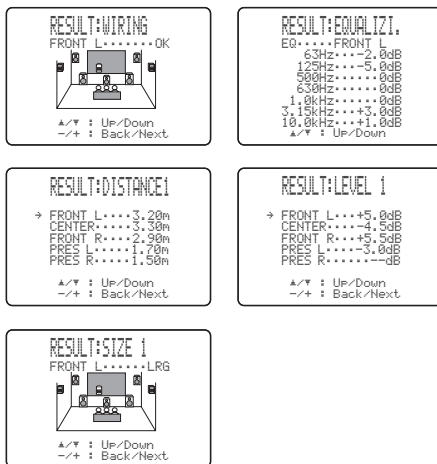 RESULT:WIRING
FRONT L·······OK
▲/▼ : Up/Down
-/+ : Back/Next
RESULT:EQUALIZI.
EQ·····FRONT L
63Hz···-2.0dB
125Hz···-5.0dB
500Hz······0dB
630Hz······0dB
1.0kHz······0dB
3.15kHz···+3.0dB
10.0kHz···+1.0dB
▲/▼ : Up/Down
RESULT:DISTANCE1
→ FRONT L····3.20m
CENTER·····3.30m
FRONT R····2.90m
PRES L·····1.70m
PRES R·····1.50m
▲/▼ : Up/Down
-/+ : Back/Next
RESULT:LEVEL 1
→ FRONT L···+5.0dB
CENTER····-4.5dB
FRONT R···+5.5dB
PRES L····-3.0dB
PRES R······--dB
▲/▼ : Up/Down
-/+ : Back/Next
RESULT:SIZE 1
FRONT L······LRG
▲/▼ : Up/Down
-/+ : Back/Next